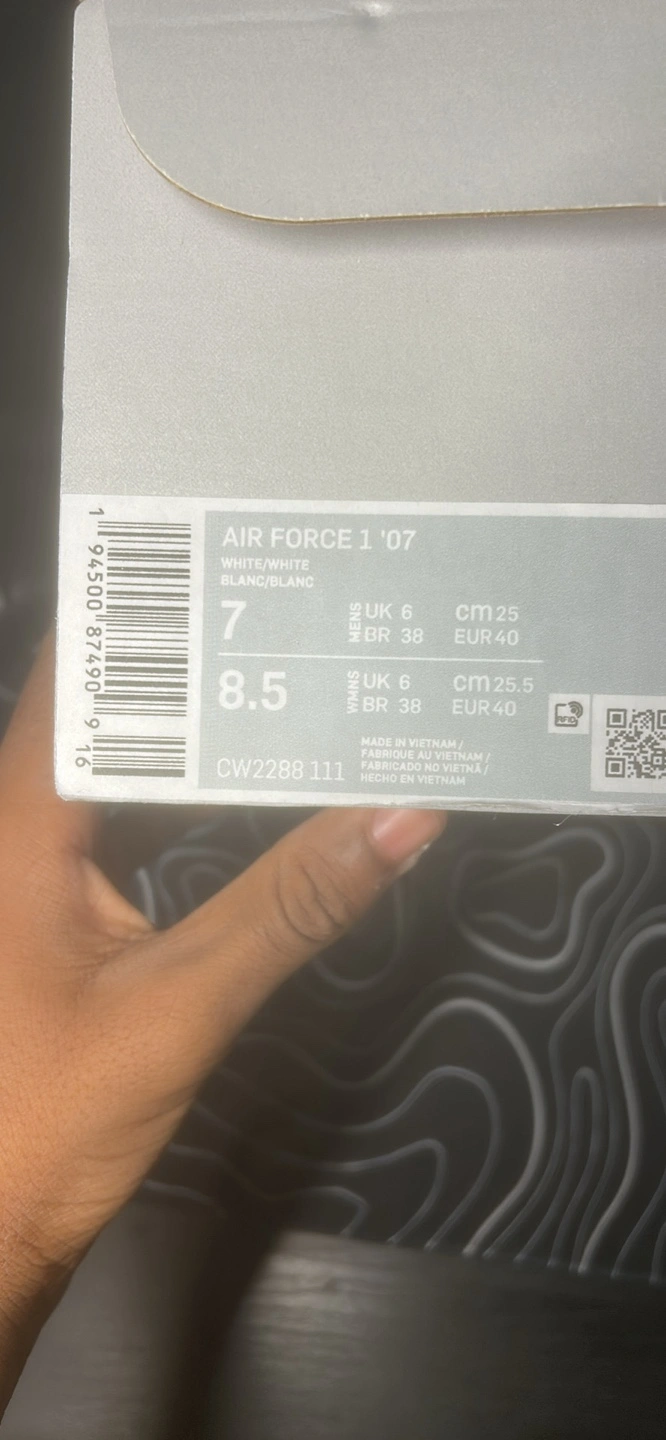 AIR FORCE 1 '07
WHITE/WHITE
BLANC/BLANC
7 MENS UK 6 cm 25
BR 38 EUR 40
8.5 WMNS UK 6 cm 25.5
BR 38 EUR 40
RFID
CW2288 111
MADE IN VIETNAM /
FABRIQUE AU VIETNAM /
FABRICADO NO VIETNÃ /
HECHO EN VIETNAM
1 94500 87490 9 16